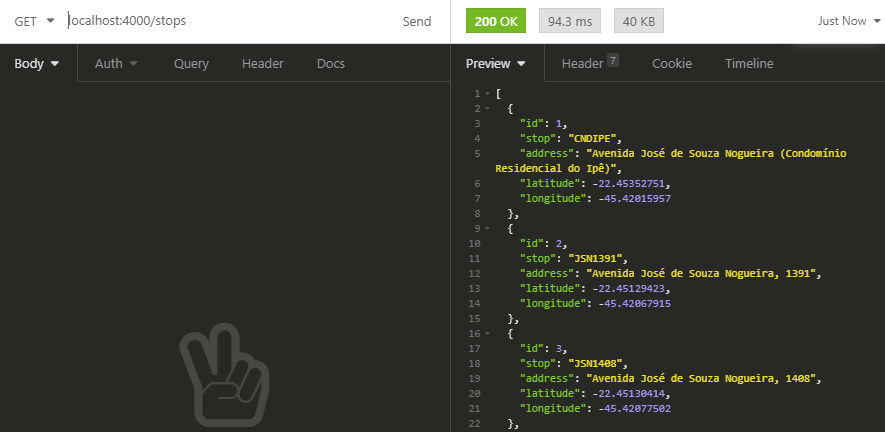 GET localhost:4000/stops Send 200 OK 94.3 ms 40 KB Just Now
Body Auth Query Header Docs Preview Header 7 Cookie Timeline
1 [
2 {
3 "id": 1,
4 "stop": "CNDIPE",
5 "address": "Avenida José de Souza Nogueira (Condomínio
Residencial do Ipê)",
6 "latitude": -22.45352751,
7 "longitude": -45.42015957
8 },
9 {
10 "id": 2,
11 "stop": "JSN1391",
12 "address": "Avenida José de Souza Nogueira, 1391",
13 "latitude": -22.45129423,
14 "longitude": -45.42067915
15 },
16 {
17 "id": 3,
18 "stop": "JSN1408",
19 "address": "Avenida José de Souza Nogueira, 1408",
20 "latitude": -22.45130414,
21 "longitude": -45.42077502
22 },